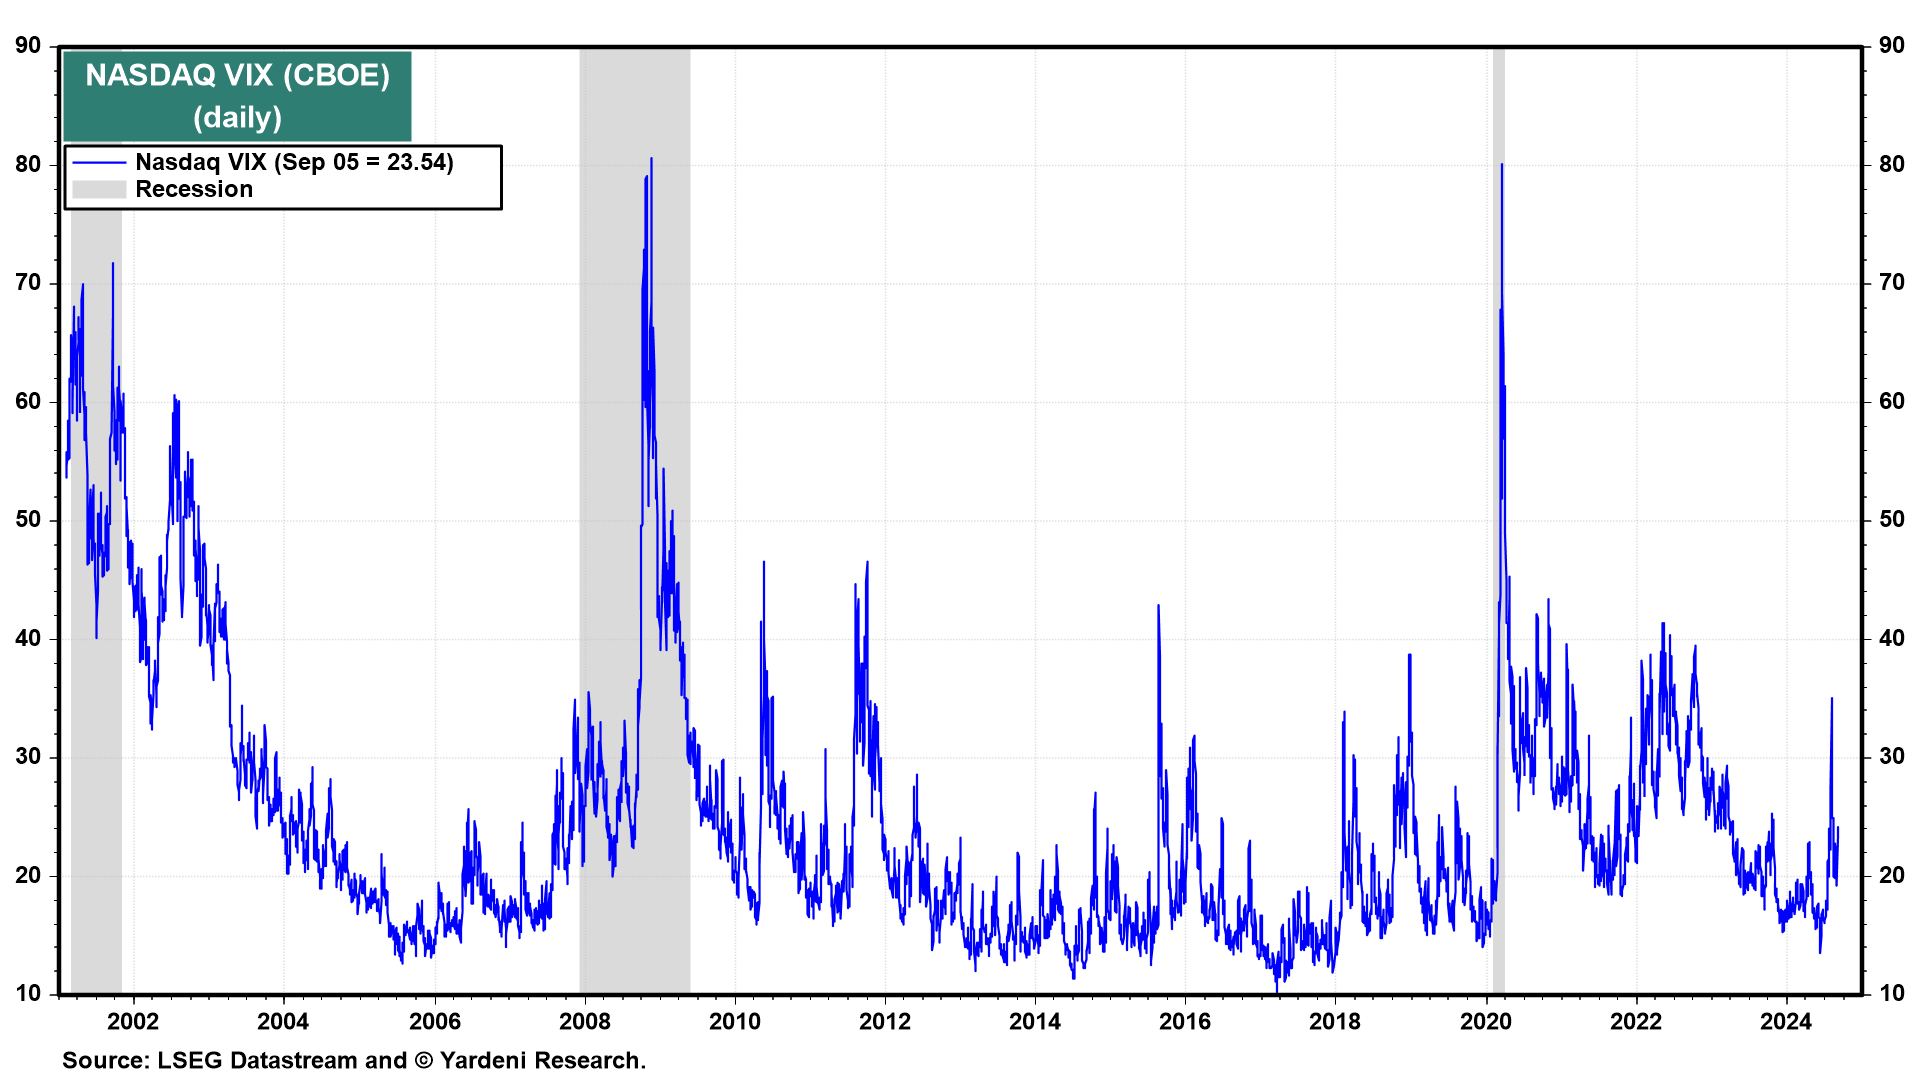 NASDAQ VIX (CBOE)
(daily)
Nasdaq VIX (Sep 05 = 23.54)
Recession
90 90
80 80
70 70
60 60
50 50
40 40
30 30
20 20
10 10
2002 2004 2006 2008 2010 2012 2014 2016 2018 2020 2022 2024
Source: LSEG Datastream and © Yardeni Research.